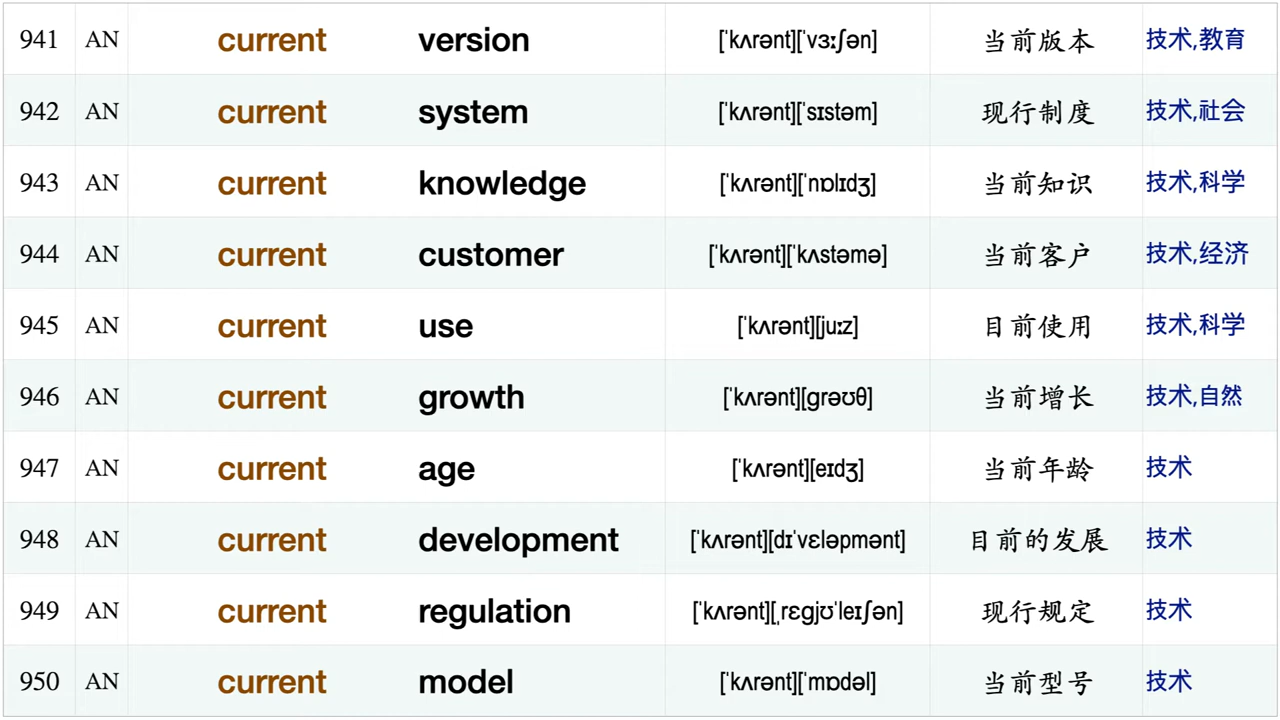 941 AN current version [ˈkʌrənt][ˈvɜːʃən] 当前版本 技术,教育
942 AN current system [ˈkʌrənt][ˈsɪstəm] 现行制度 技术,社会
943 AN current knowledge [ˈkʌrənt][ˈnɒlɪdʒ] 当前知识 技术,科学
944 AN current customer [ˈkʌrənt][ˈkʌstəmə] 当前客户 技术,经济
945 AN current use [ˈkʌrənt][juːz] 目前使用 技术,科学
946 AN current growth [ˈkʌrənt][ɡrəʊθ] 当前增长 技术,自然
947 AN current age [ˈkʌrənt][eɪdʒ] 当前年龄 技术
948 AN current development [ˈkʌrənt][dɪˈvɛləpmənt] 目前的发展 技术
949 AN current regulation [ˈkʌrənt][ˌrɛɡjʊˈleɪʃən] 现行规定 技术
950 AN current model [ˈkʌrənt][ˈmɒdəl] 当前型号 技术